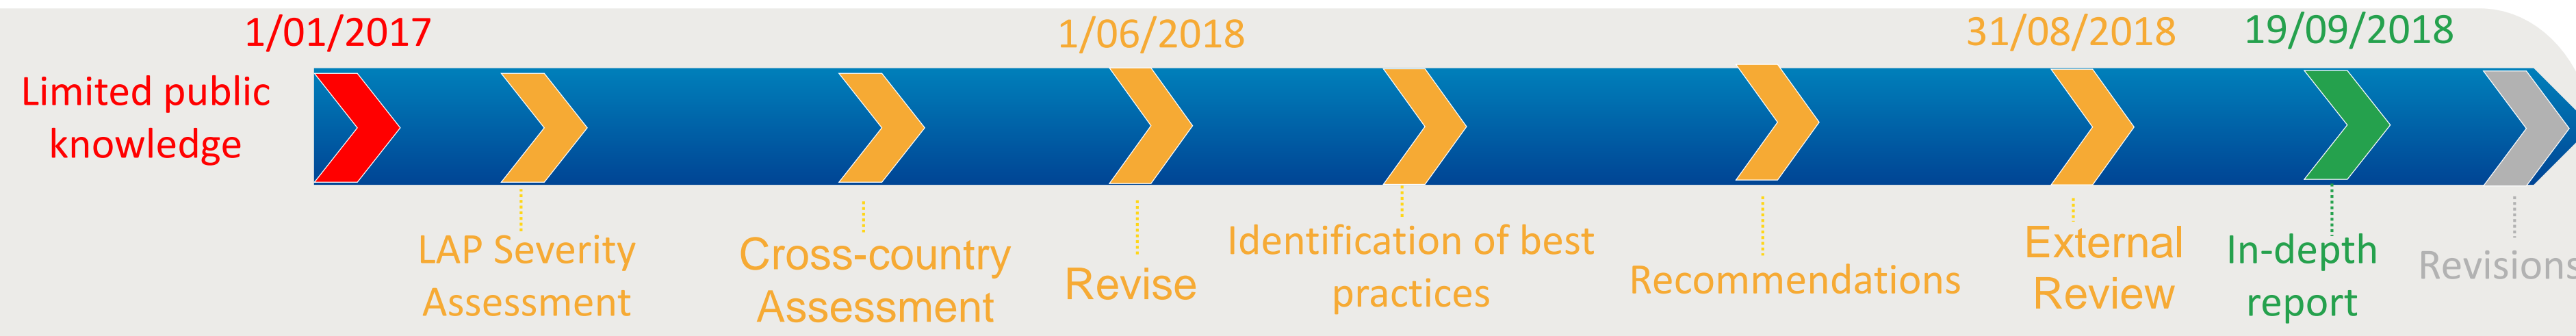 1/01/2017
1/06/2018
31/08/2018
19/09/2018
Limited public
knowledge
LAP Severity
Assessment
Cross-country
Assessment
Revise
Identification of best
practices
Recommendations
External
Review
In-depth
report
Revisions